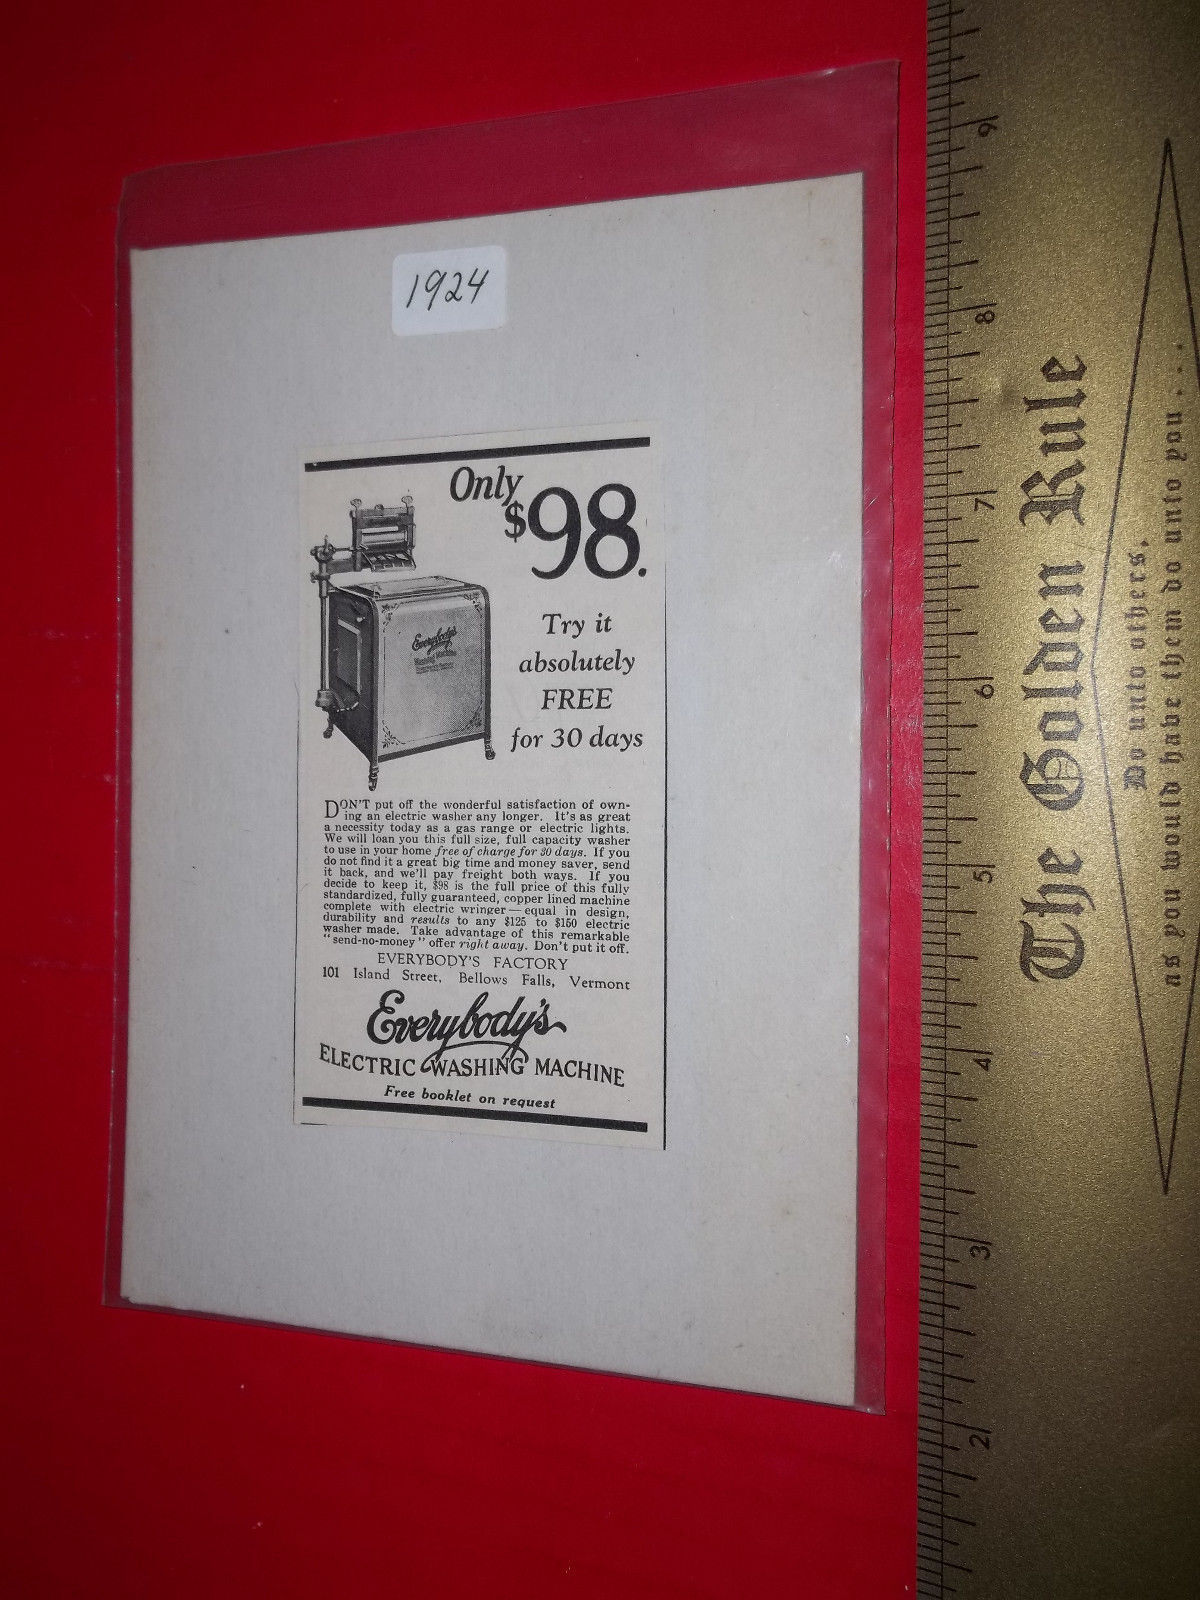 1924
Only
$98.
Everybody's
Try it
absolutely
FREE
for 30 days
DON'T put off the wonderful satisfaction of own-
ing an electric washer any longer. It's as great
a necessity today as a gas range or electric lights.
We will loan you this full size, full capacity washer
to use in your home free of charge for 30 days. If you
do not find it a great big time and money saver, send
it back, and we'll pay freight both ways. If you
decide to keep it, $98 is the full price of this fully
standardized, fully guaranteed, copper lined machine
complete with electric wringer—equal in design,
durability and results to any $125 to $150 electric
washer made. Take advantage of this remarkable
"send-no-money" offer right away. Don't put it off.
EVERYBODY'S FACTORY
101 Island Street, Bellows Falls, Vermont
Everybody's
ELECTRIC WASHING MACHINE
Free booklet on request
The Golden Rule
Do unto others,
as you would have them do unto you...
9
8
7
6
5
4
3
2